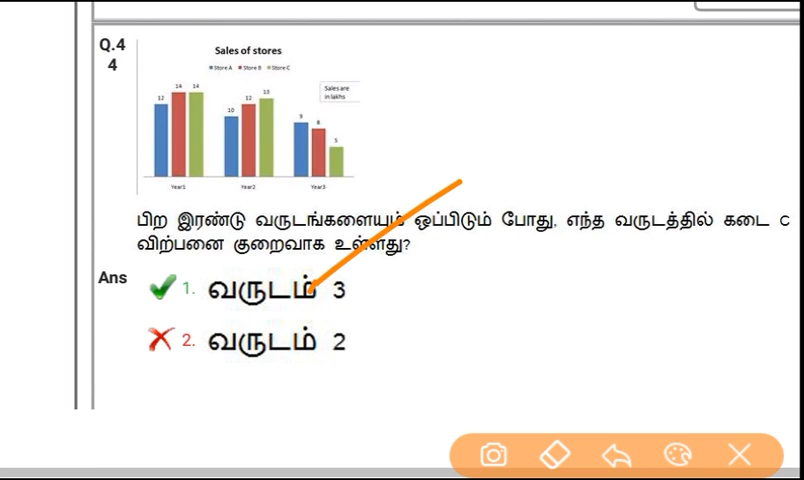 Q.4
4
Sales of stores
Store A Store B Store C
Sales are
in lakhs
12 14 14 10 12 13 9 8 5
Year1 Year2 Year3
பிற இரண்டு வருடங்களையும் ஒப்பிடும் போது, எந்த வருடத்தில் கடை C
விற்பனை குறைவாக உள்ளது?
Ans
1. வருடம் 3
2. வருடம் 2